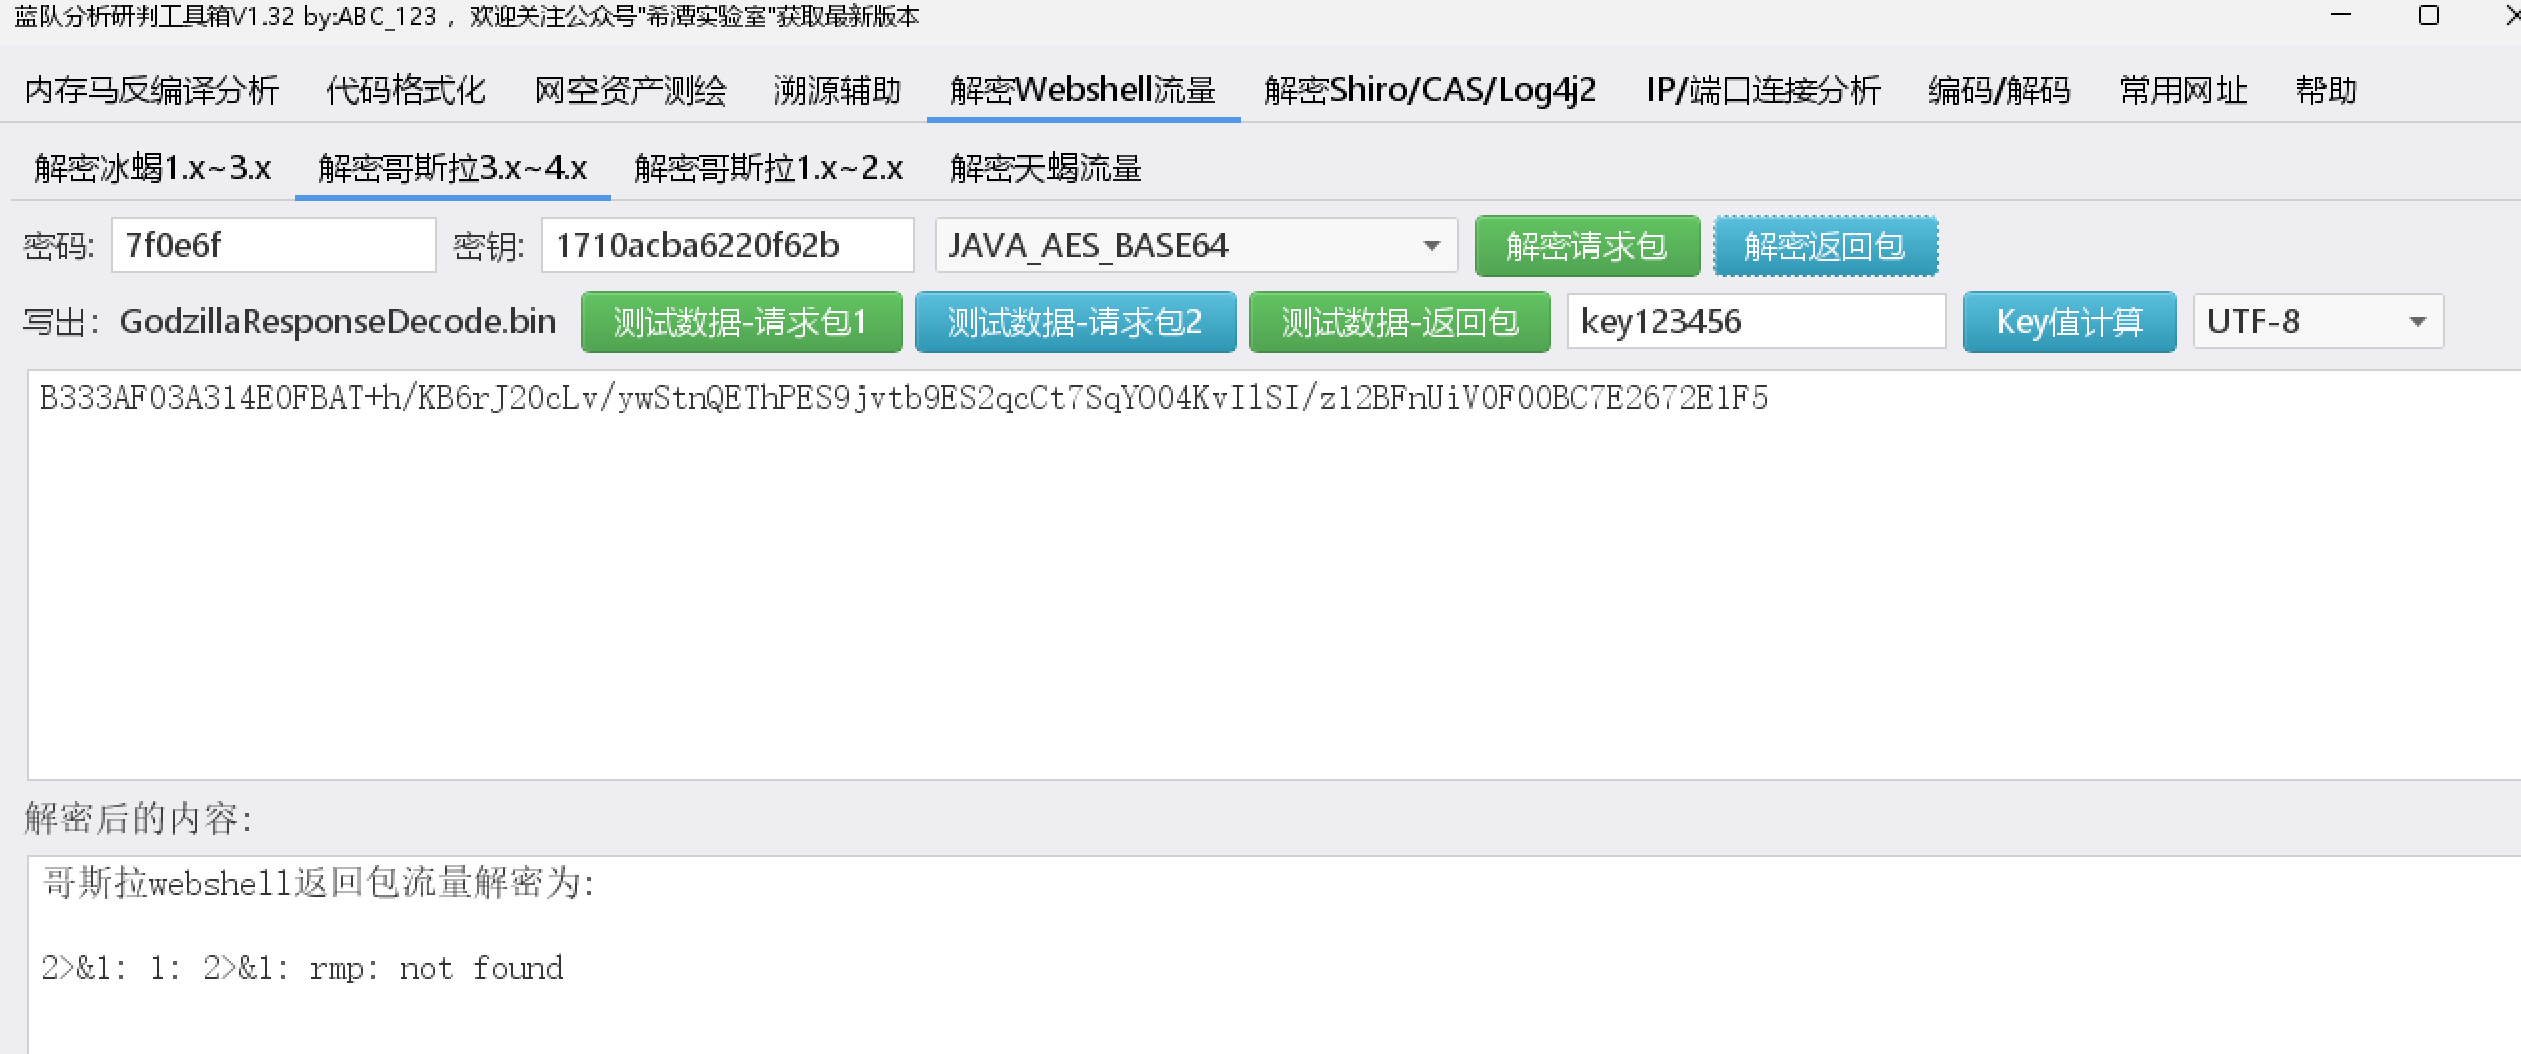 蓝队分析研判工具箱V1.32 by:ABC_123 ，欢迎关注公众号"希潭实验室"获取最新版本
内存马反编译分析 代码格式化 网空资产测绘 溯源辅助 解密Webshell流量 解密Shiro/CAS/Log4j2 IP/端口连接分析 编码/解码 常用网址 帮助
解密冰蝎1.x~3.x 解密哥斯拉3.x~4.x 解密哥斯拉1.x~2.x 解密天蝎流量
密码: 7f0e6f 密钥: 1710acba6220f62b JAVA_AES_BASE64 解密请求包 解密返回包
写出: GodzillaResponseDecode.bin 测试数据-请求包1 测试数据-请求包2 测试数据-返回包 key123456 Key值计算 UTF-8
B333AF03A314E0FBAT+h/KB6rJ20cLv/ywStnQEThPES9jvtb9ES2qcCt7SqYO04KvI1SI/z12BFnUiV0F00BC7E2672E1F5
解密后的内容:
哥斯拉webshell返回包流量解密为:
2>&1: 1: 2>&1: rmp: not found